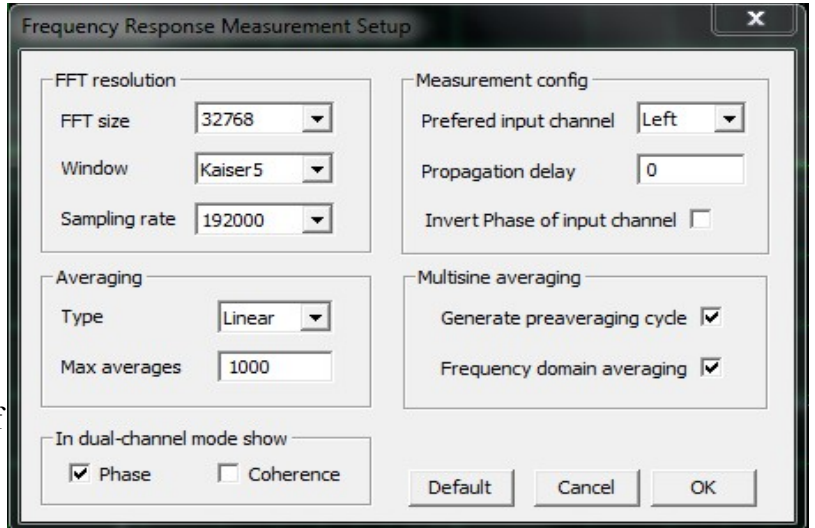 Frequency Response Measurement Setup
x
FFT resolution
FFT size 32768
Window Kaiser5
Sampling rate 192000
Measurement config
Prefered input channel Left
Propagation delay 0
Invert Phase of input channel
Averaging
Type Linear
Max averages 1000
Multisine averaging
Generate preaveraging cycle
Frequency domain averaging
f
In dual-channel mode show
Phase Coherence
Default Cancel OK